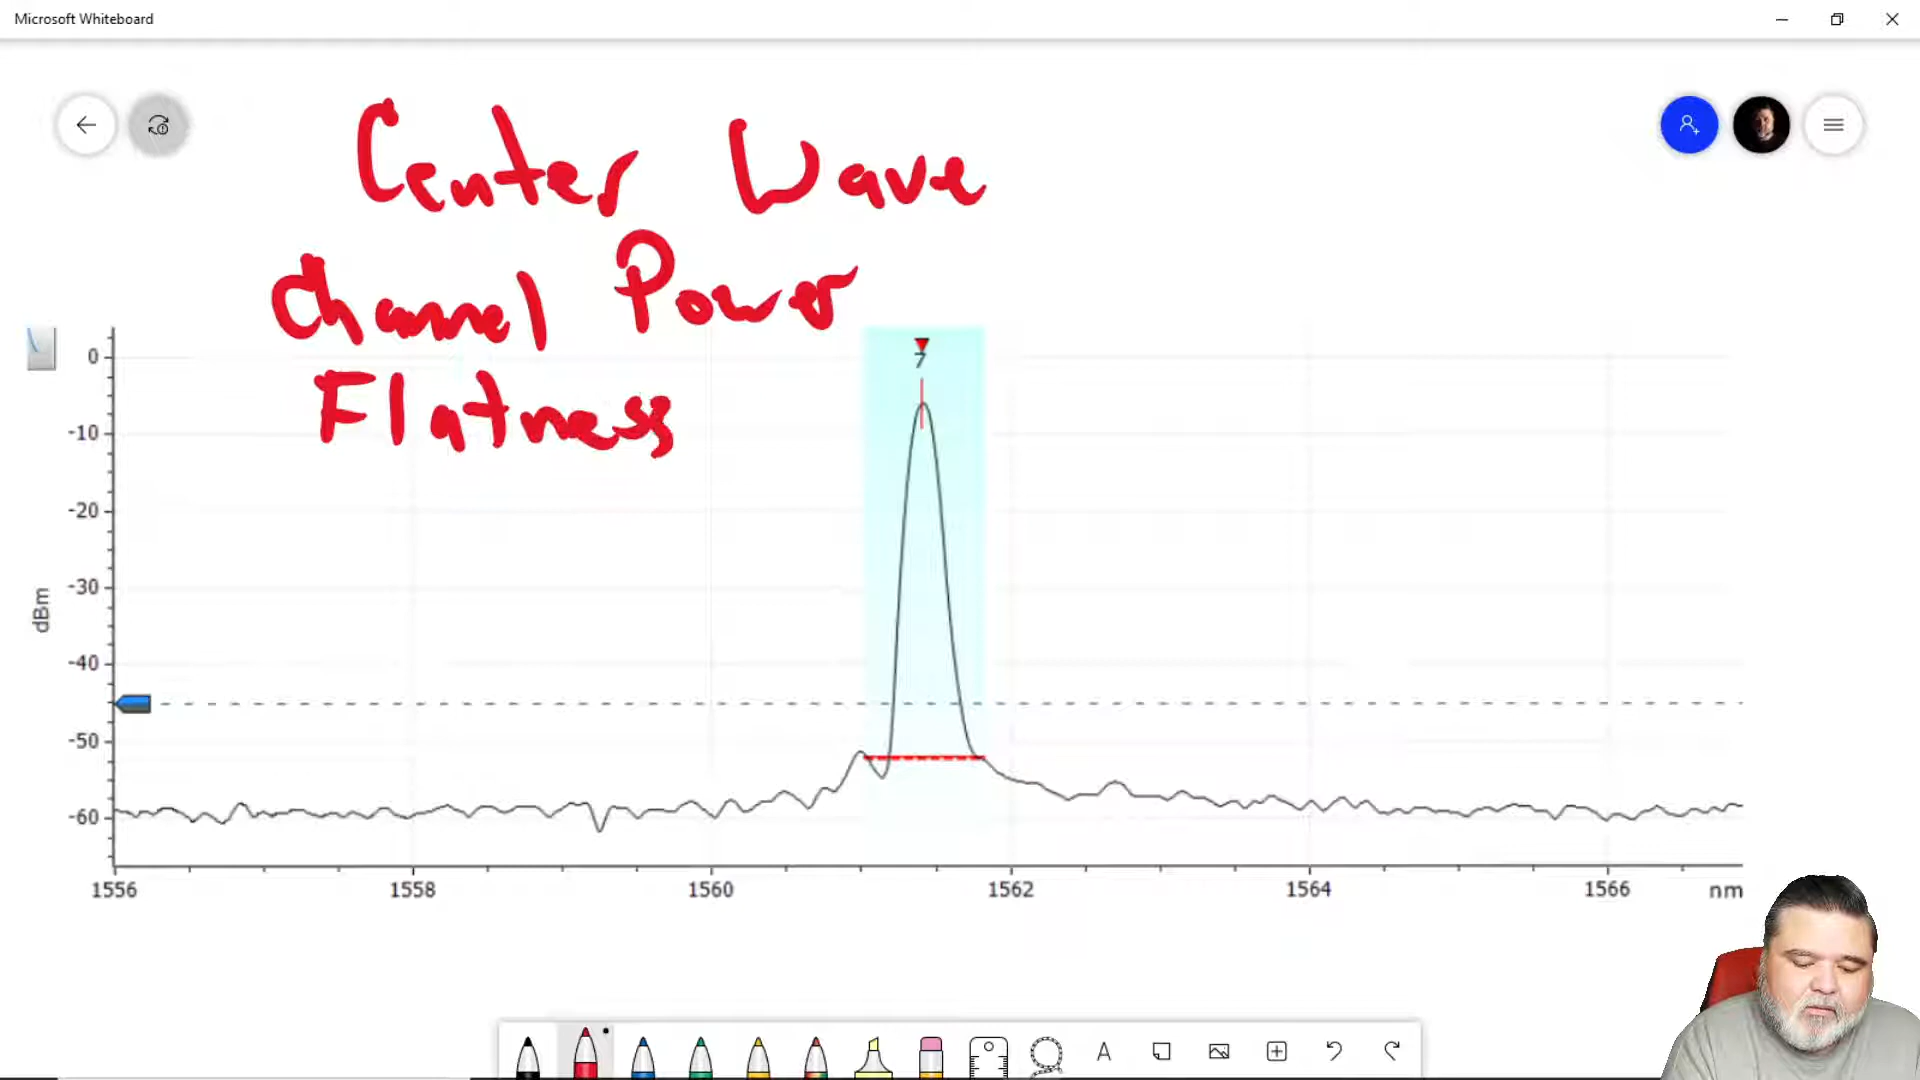 Microsoft Whiteboard
Center Wave
Channel Power
Flatness
7
0
-10
-20
-30
dBm
-40
-50
-60
1556 1558 1560 1562 1564 1566 nm
A